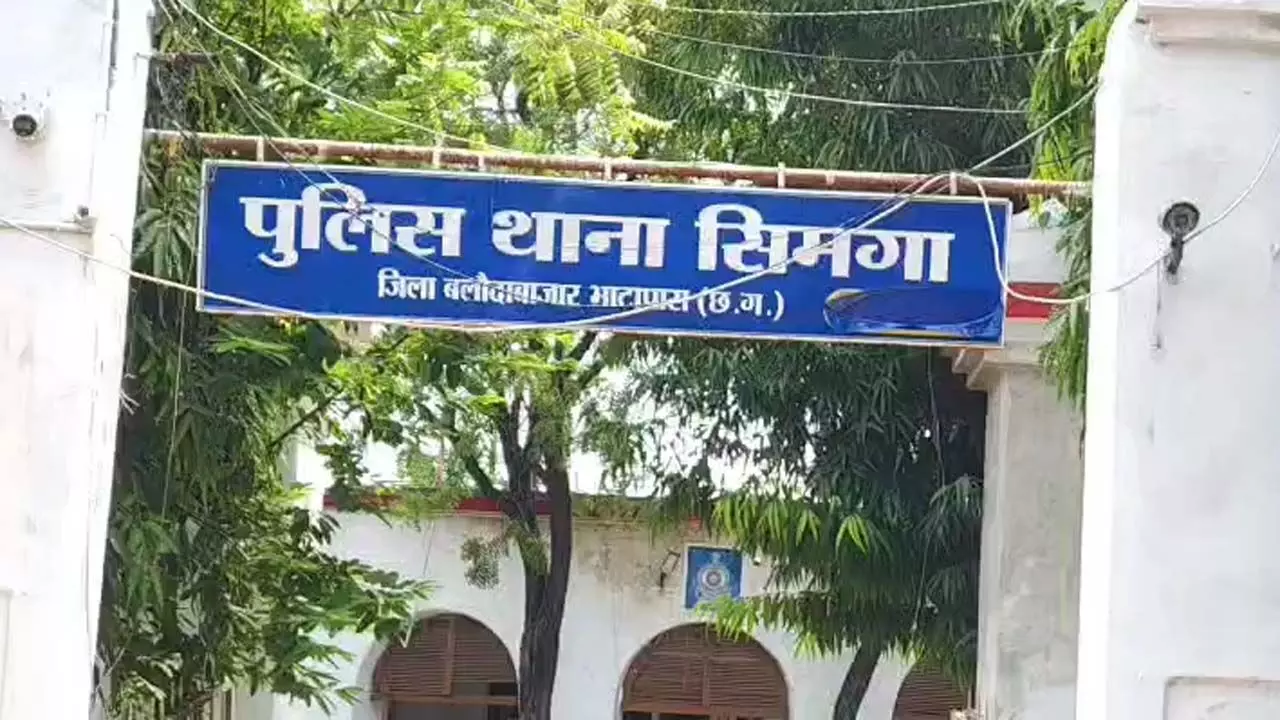 पुलिस थाना सिमगा
जिला बलौदाबाजार भाटापारा (छ.ग.)